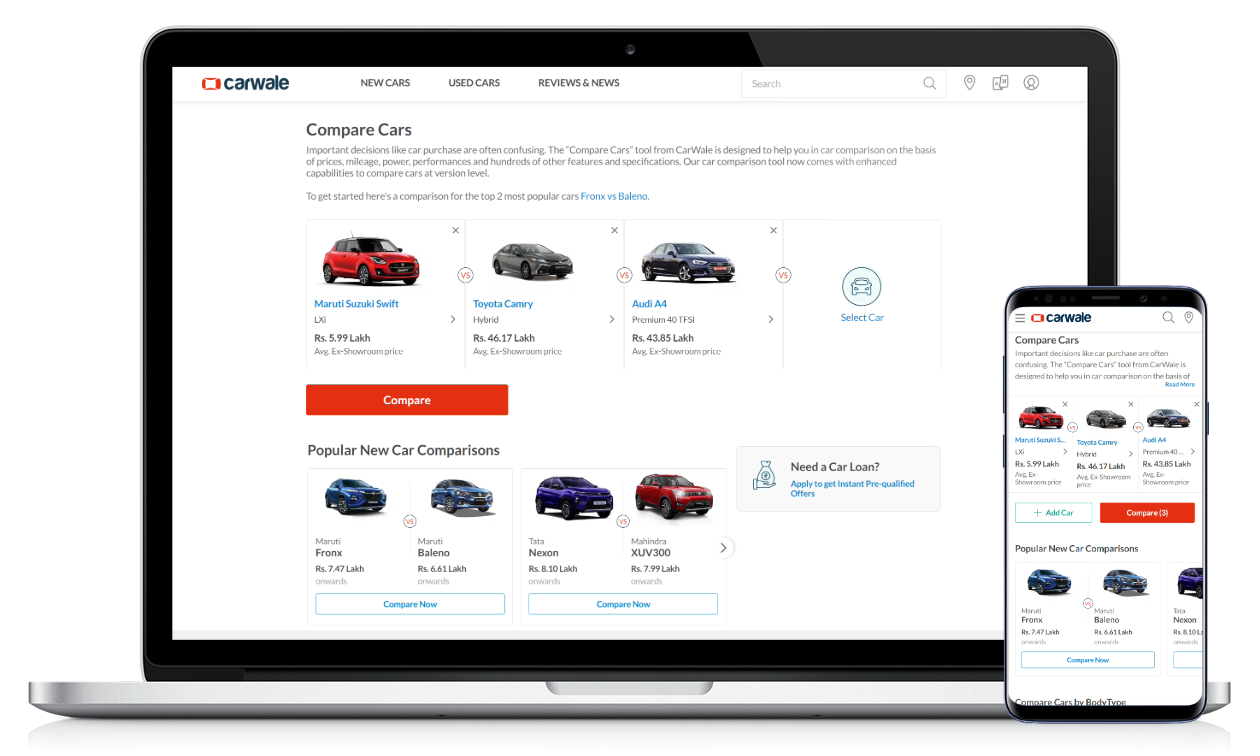 carwale
NEW CARS
USED CARS
REVIEWS & NEWS
Search
Compare Cars
Important decisions like car purchase are often confusing. The "Compare Cars" tool from CarWale is designed to help you in car comparison on the basis
of prices, mileage, power, performances and hundreds of other features and specifications. Our car comparison tool now comes with enhanced
capabilities to compare cars at version level.
To get started here's a comparison for the top 2 most popular cars Fronx vs Baleno.
Maruti Suzuki Swift
LXi
Rs. 5.99 Lakh
Avg. Ex-Showroom price
VS
Toyota Camry
Hybrid
Rs. 46.17 Lakh
Avg. Ex-Showroom price
VS
Audi A4
Premium 40 TFSI
Rs. 43.85 Lakh
Avg. Ex-Showroom price
VS
Select Car
Compare
Popular New Car Comparisons
Maruti
Fronx
Rs. 7.47 Lakh
onwards
VS
Maruti
Baleno
Rs. 6.61 Lakh
onwards
Compare Now
Tata
Nexon
Rs. 8.10 Lakh
onwards
VS
Mahindra
XUV300
Rs. 7.99 Lakh
onwards
Compare Now
Need a Car Loan?
Apply to get Instant Pre-qualified
Offers
carwale
Compare Cars
Important decisions like car purchase are often
confusing. The "Compare Cars" tool from CarWale is
designed to help you in car comparison on the basis of
Read More
Maruti Suzuki S...
LXi
Rs. 5.99 Lakh
Avg. Ex-
Showroom price
VS
Toyota Camry
Hybrid
Rs. 46.17 Lakh
Avg. Ex-Showroom
price
VS
Audi A4
Premium 40 ...
Rs. 43.85 Lakh
Avg. Ex-
Showroom price
+ Add Car
Compare (3)
Popular New Car Comparisons
Maruti
Fronx
Rs. 7.47 Lakh
onwards
VS
Maruti
Baleno
Rs. 6.61 Lakh
onwards
Compare Now
Tata
Nexon
Rs. 8.10 L
onwards
Compare Cars by BodyType